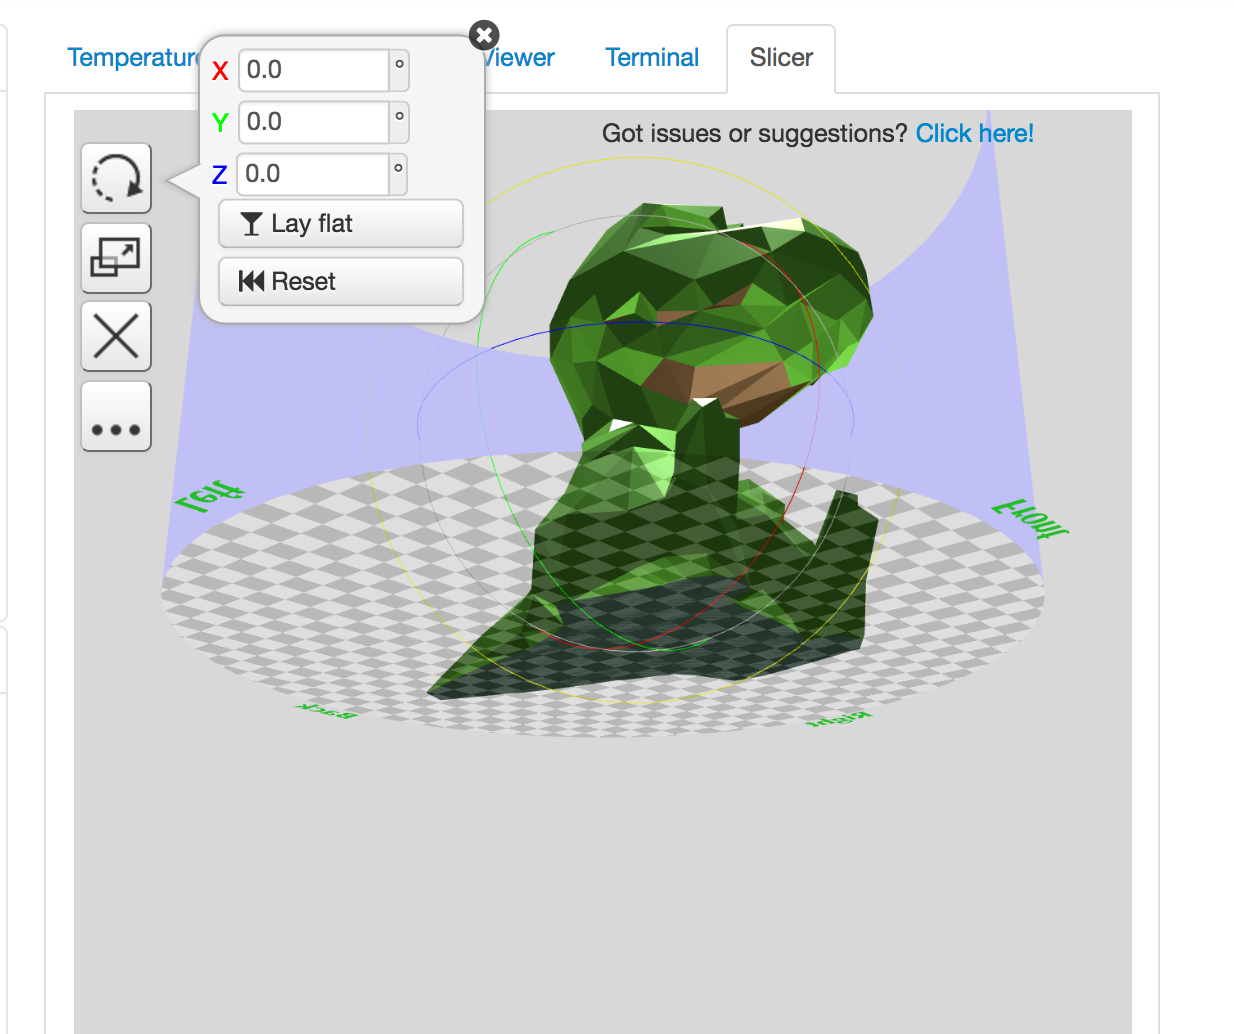 Temperature
Viewer
Terminal
Slicer
X 0.0 °
Y 0.0 °
Z 0.0 °
Lay flat
Reset
Got issues or suggestions? Click here!
Left
Front
Back
Right